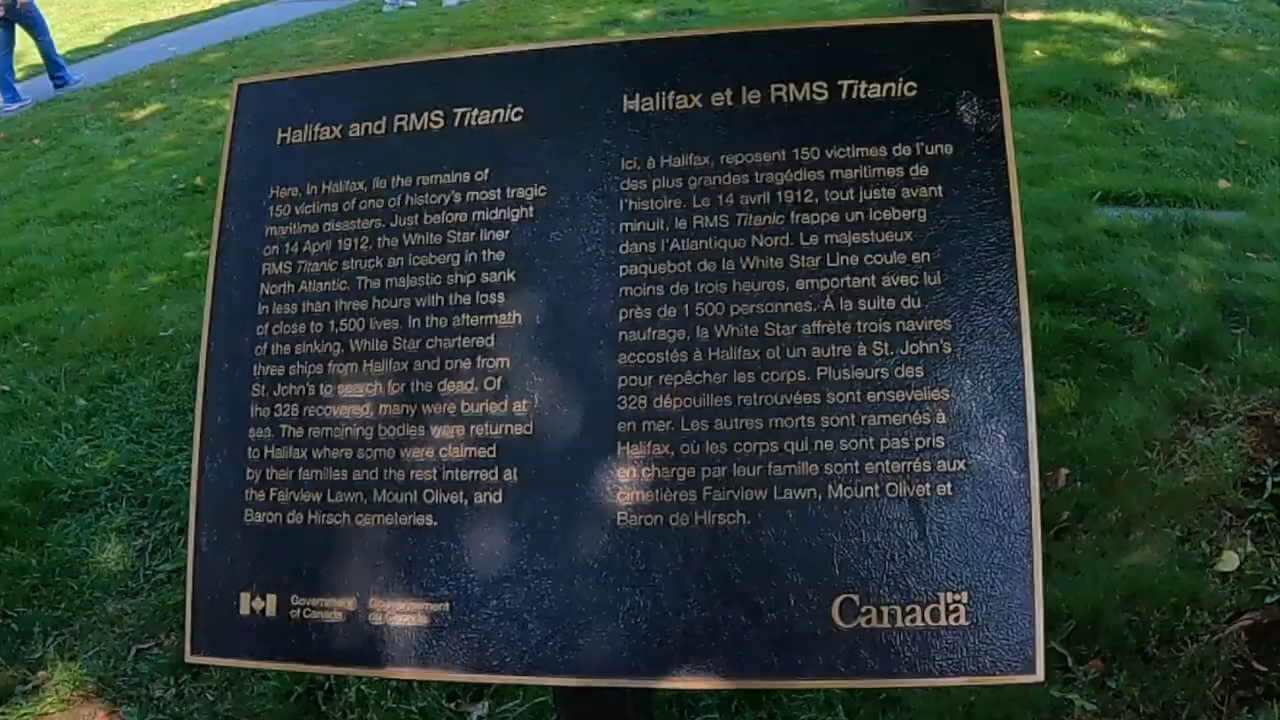 Halifax and RMS Titanic
Here, in Halifax, lie the remains of
150 victims of one of history's most tragic
maritime disasters. Just before midnight
on 14 April 1912, the White Star liner
RMS Titanic struck an iceberg in the
North Atlantic. The majestic ship sank
in less than three hours with the loss
of close to 1,500 lives. In the aftermath
of the sinking, White Star chartered
three ships from Halifax and one from
St. John's to search for the dead. Of
the 328 recovered, many were buried at
sea. The remaining bodies were returned
to Halifax where some were claimed
by their families and the rest interred at
the Fairview Lawn, Mount Olivet, and
Baron de Hirsch cemeteries.
Halifax et le RMS Titanic
Ici, à Halifax, reposent 150 victimes de l'une
des plus grandes tragédies maritimes de
l'histoire. Le 14 avril 1912, tout juste avant
minuit, le RMS Titanic frappe un iceberg
dans l'Atlantique Nord. Le majestueux
paquebot de la White Star Line coule en
moins de trois heures, emportant avec lui
près de 1 500 personnes. À la suite du
naufrage, la White Star affrète trois navires
accostés à Halifax et un autre à St. John's
pour repêcher les corps. Plusieurs des
328 dépouilles retrouvées sont ensevelies
en mer. Les autres morts sont ramenés à
Halifax, où les corps qui ne sont pas pris
en charge par leur famille sont enterrés aux
cimetières Fairview Lawn, Mount Olivet et
Baron de Hirsch.
Government
of Canada
Gouvernement
du Canada
Canada